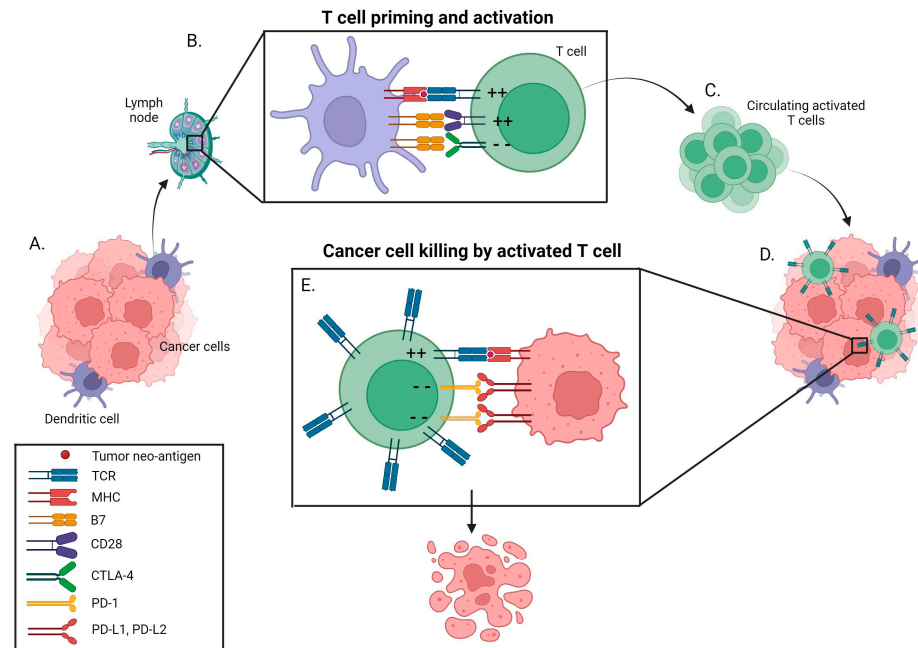 T cell priming and activation
B.
T cell
Lymph
node
++
++
- -
C.
Circulating activated
T cells
A.
Cancer cells
Dendritic cell
D.
Cancer cell killing by activated T cell
E.
++
- -
- -
Tumor neo-antigen
TCR
MHC
B7
CD28
CTLA-4
PD-1
PD-L1, PD-L2